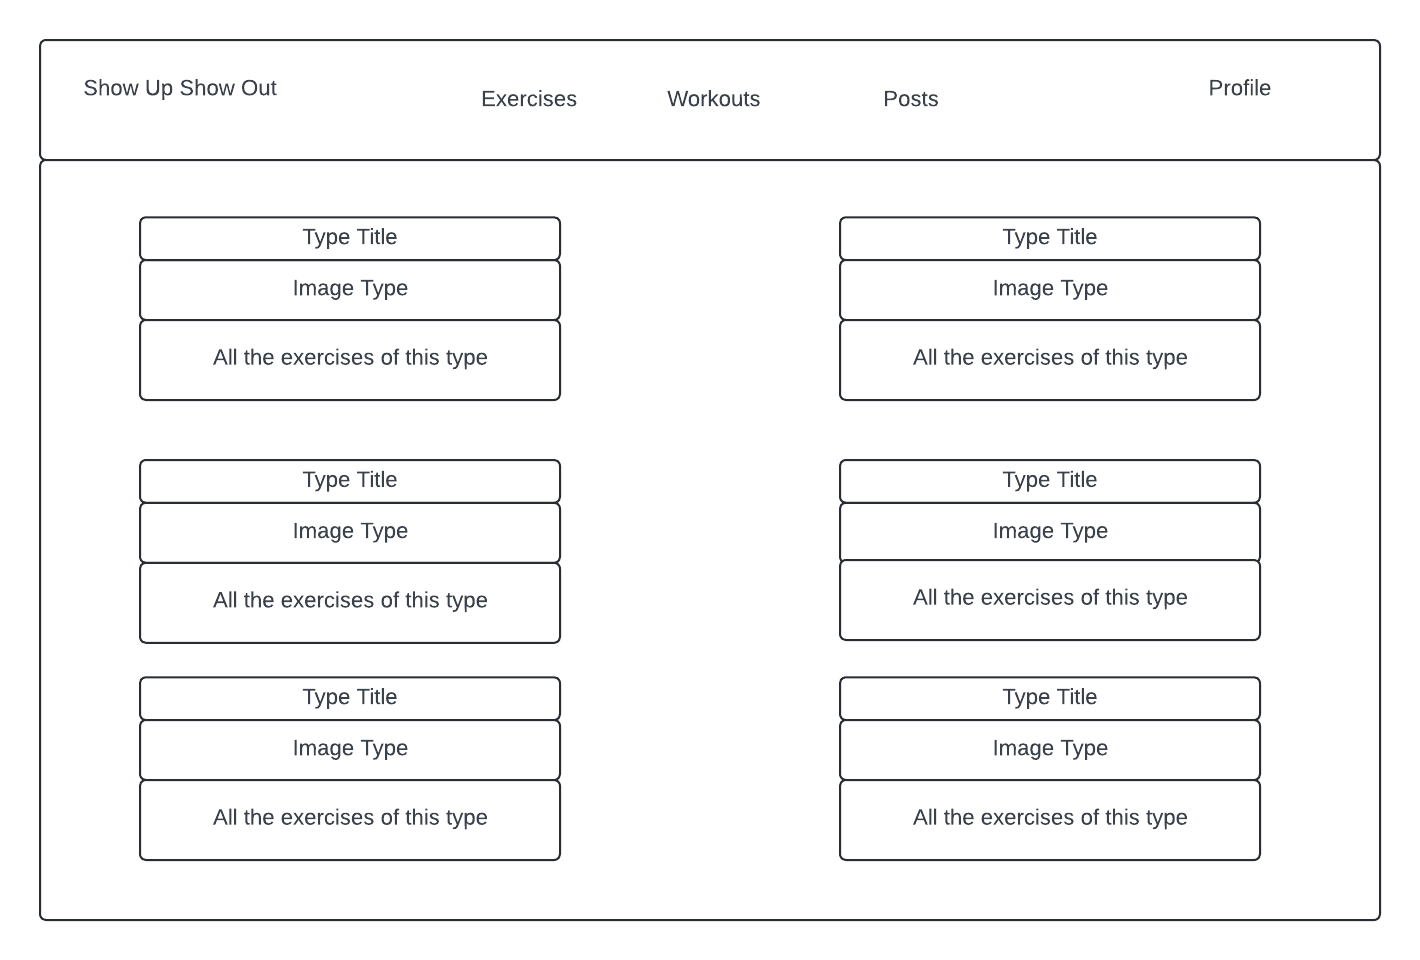 Show Up Show Out
Exercises
Workouts
Posts
Profile
Type Title
Image Type
All the exercises of this type
Type Title
Image Type
All the exercises of this type
Type Title
Image Type
All the exercises of this type
Type Title
Image Type
All the exercises of this type
Type Title
Image Type
All the exercises of this type
Type Title
Image Type
All the exercises of this type